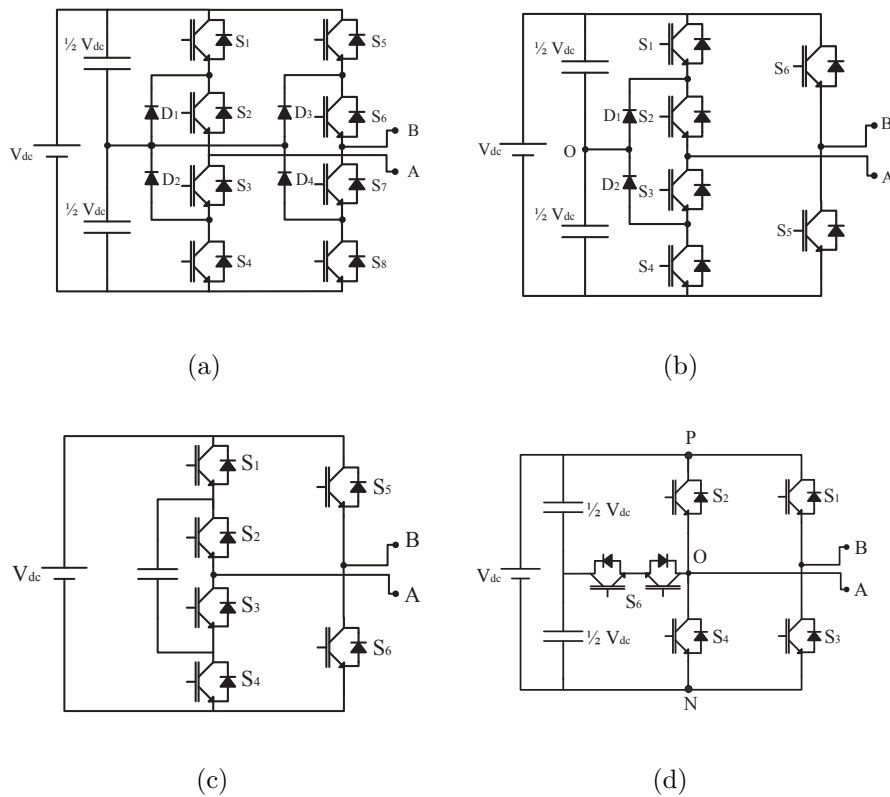 ½ Vdc
S1
S5
D1
S2
D3
S6
Vdc
B
A
D2
S3
D4
S7
½ Vdc
S4
S8
(a)
½ Vdc
S1
S6
D1
S2
B
Vdc
O
A
D2
S3
½ Vdc
S5
S4
(b)
S1
S5
S2
B
Vdc
A
S3
S6
S4
(c)
P
S2
S1
½ Vdc
O
B
Vdc
A
S6
½ Vdc
S4
S3
N
(d)